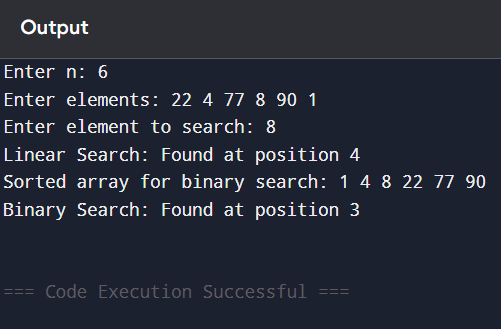 Output
Enter n: 6
Enter elements: 22 4 77 8 90 1
Enter element to search: 8
Linear Search: Found at position 4
Sorted array for binary search: 1 4 8 22 77 90
Binary Search: Found at position 3
=== Code Execution Successful ===